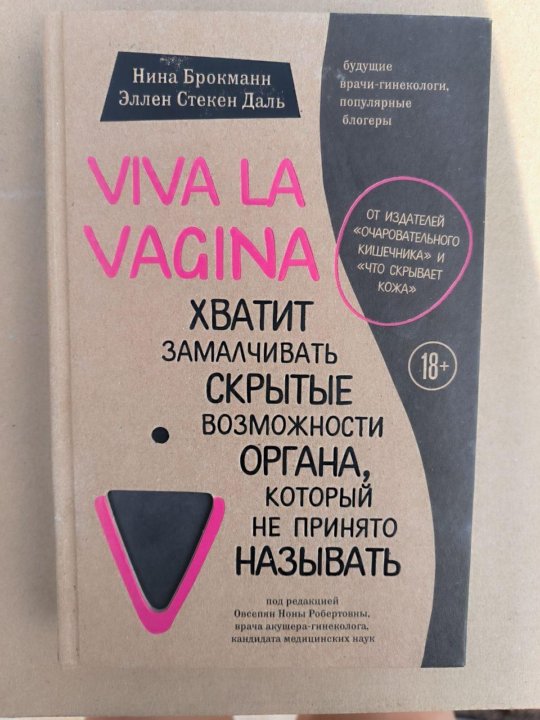 Нина Брокманн
Эллен Стекен Даль
будущие
врачи-гинекологи,
популярные
блогеры
VIVA LA
VAGINA
ОТ ИЗДАТЕЛЕЙ
«ОЧАРОВАТЕЛЬНОГО
КИШЕЧНИКА» И
«ЧТО СКРЫВАЕТ
КОЖА»
ХВАТИТ
ЗАМАЛЧИВАТЬ
СКРЫТЫЕ
ВОЗМОЖНОСТИ
ОРГАНА,
КОТОРЫЙ
НЕ ПРИНЯТО
НАЗЫВАТЬ
18+
под редакцией
Овсепян Ноны Робертовны,
врача акушера-гинеколога,
кандидата медицинских наук